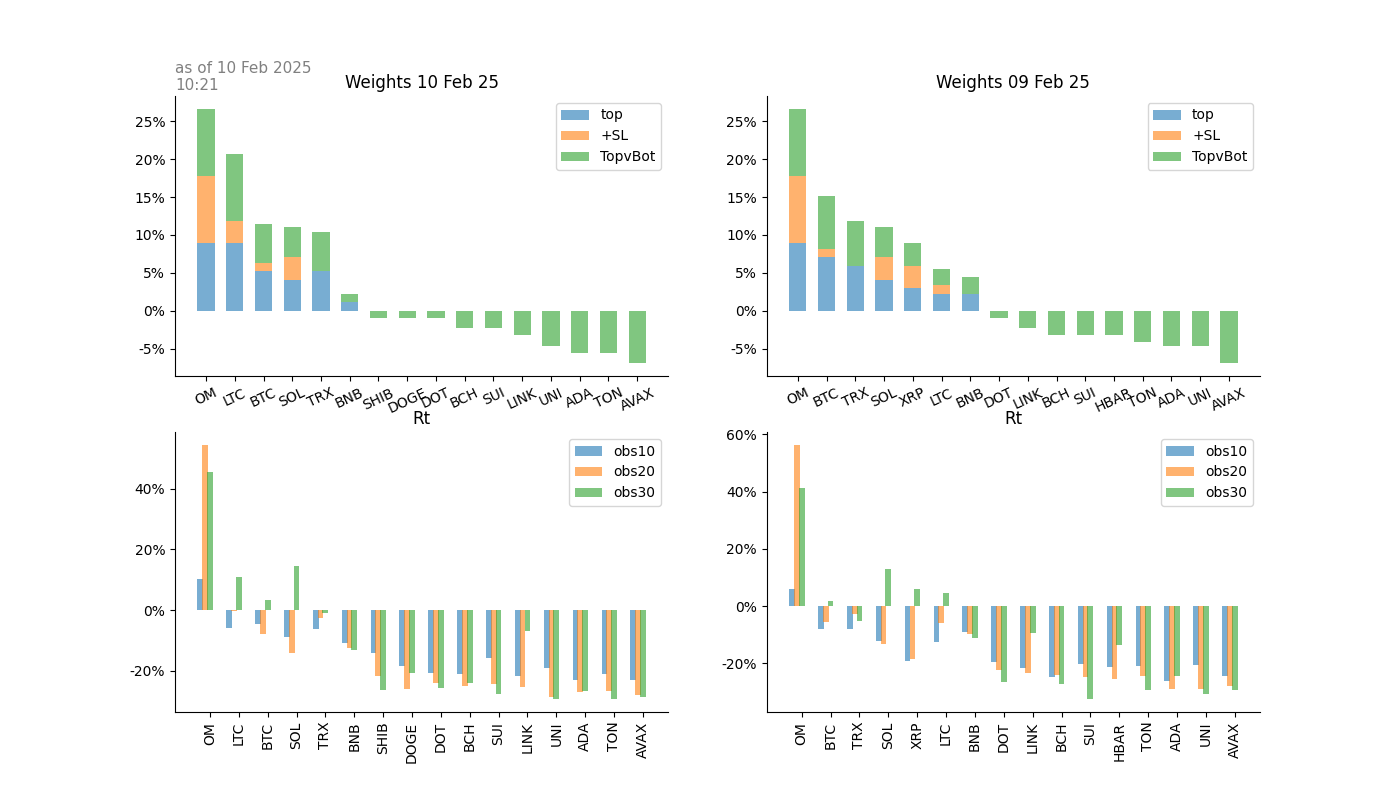 as of 10 Feb 2025
10:21
Weights 10 Feb 25
25%
20%
15%
10%
5%
0%
-5%
top
+SL
TopvBot
OM LTC BTC SOL TRX BNB SHIB DOGE DOT BCH SUI LINK UNI ADA TON AVAX
Weights 09 Feb 25
25%
20%
15%
10%
5%
0%
-5%
top
+SL
TopvBot
OM BTC TRX SOL XRP LTC BNB DOT LINK BCH SUI HBAR TON ADA UNI AVAX
Rt
40%
20%
0%
-20%
obs10
obs20
obs30
OM LTC BTC SOL TRX BNB SHIB DOGE DOT BCH SUI LINK UNI ADA TON AVAX
Rt
60%
40%
20%
0%
-20%
obs10
obs20
obs30
OM BTC TRX SOL XRP LTC BNB DOT LINK BCH SUI HBAR TON ADA UNI AVAX